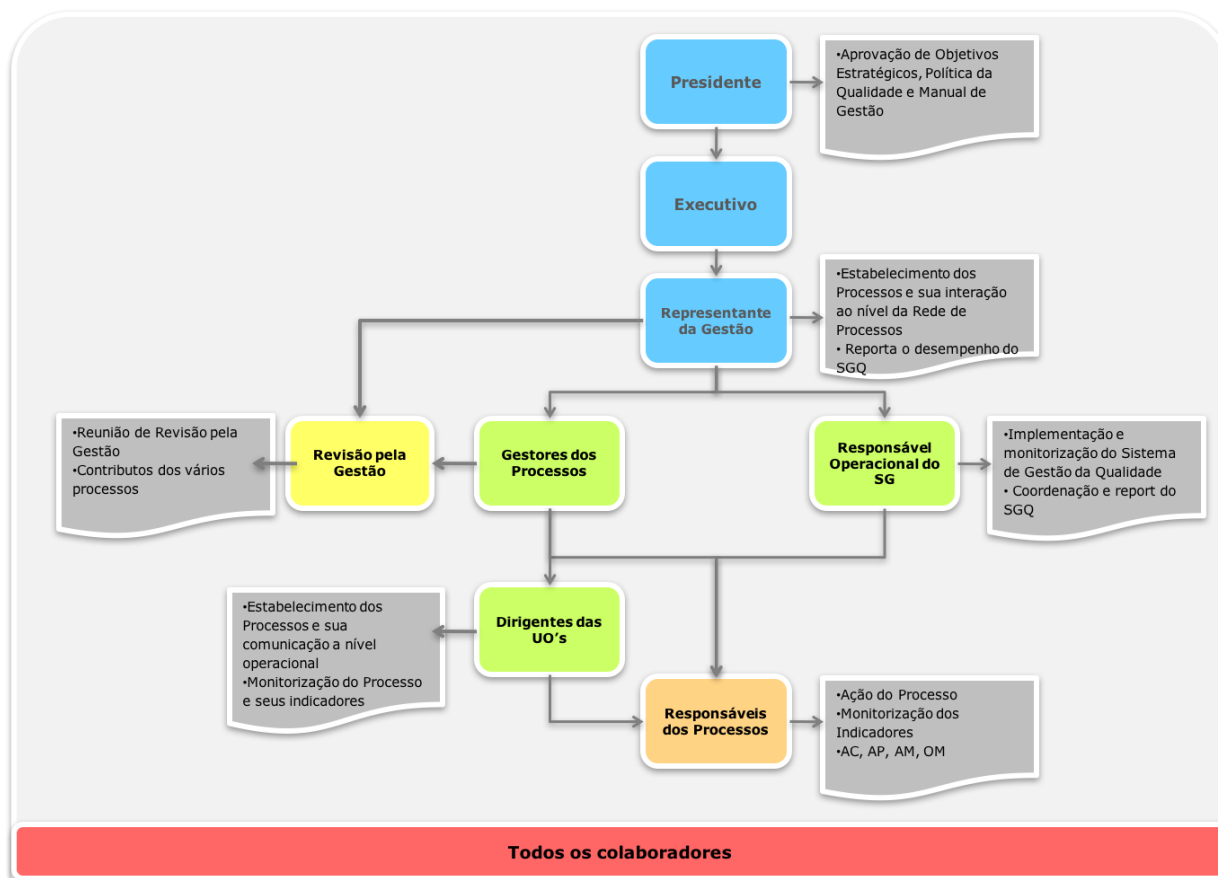 Presidente
•Aprovação de Objetivos
Estratégicos, Política da
Qualidade e Manual de
Gestão
Executivo
Representante
da Gestão
•Estabelecimento dos
Processos e sua interação
ao nível da Rede de
Processos
• Reporta o desempenho do
SGQ
•Reunião de Revisão pela
Gestão
•Contributos dos vários
processos
Revisão pela
Gestão
Gestores dos
Processos
Responsável
Operacional do
SG
•Implementação e
monitorização do Sistema
de Gestão da Qualidade
• Coordenação e report do
SGQ
•Estabelecimento dos
Processos e sua
comunicação a nível
operacional
•Monitorização do Processo
e seus indicadores
Dirigentes das
UO’s
Responsáveis
dos Processos
•Ação do Processo
•Monitorização dos
Indicadores
•AC, AP, AM, OM
Todos os colaboradores